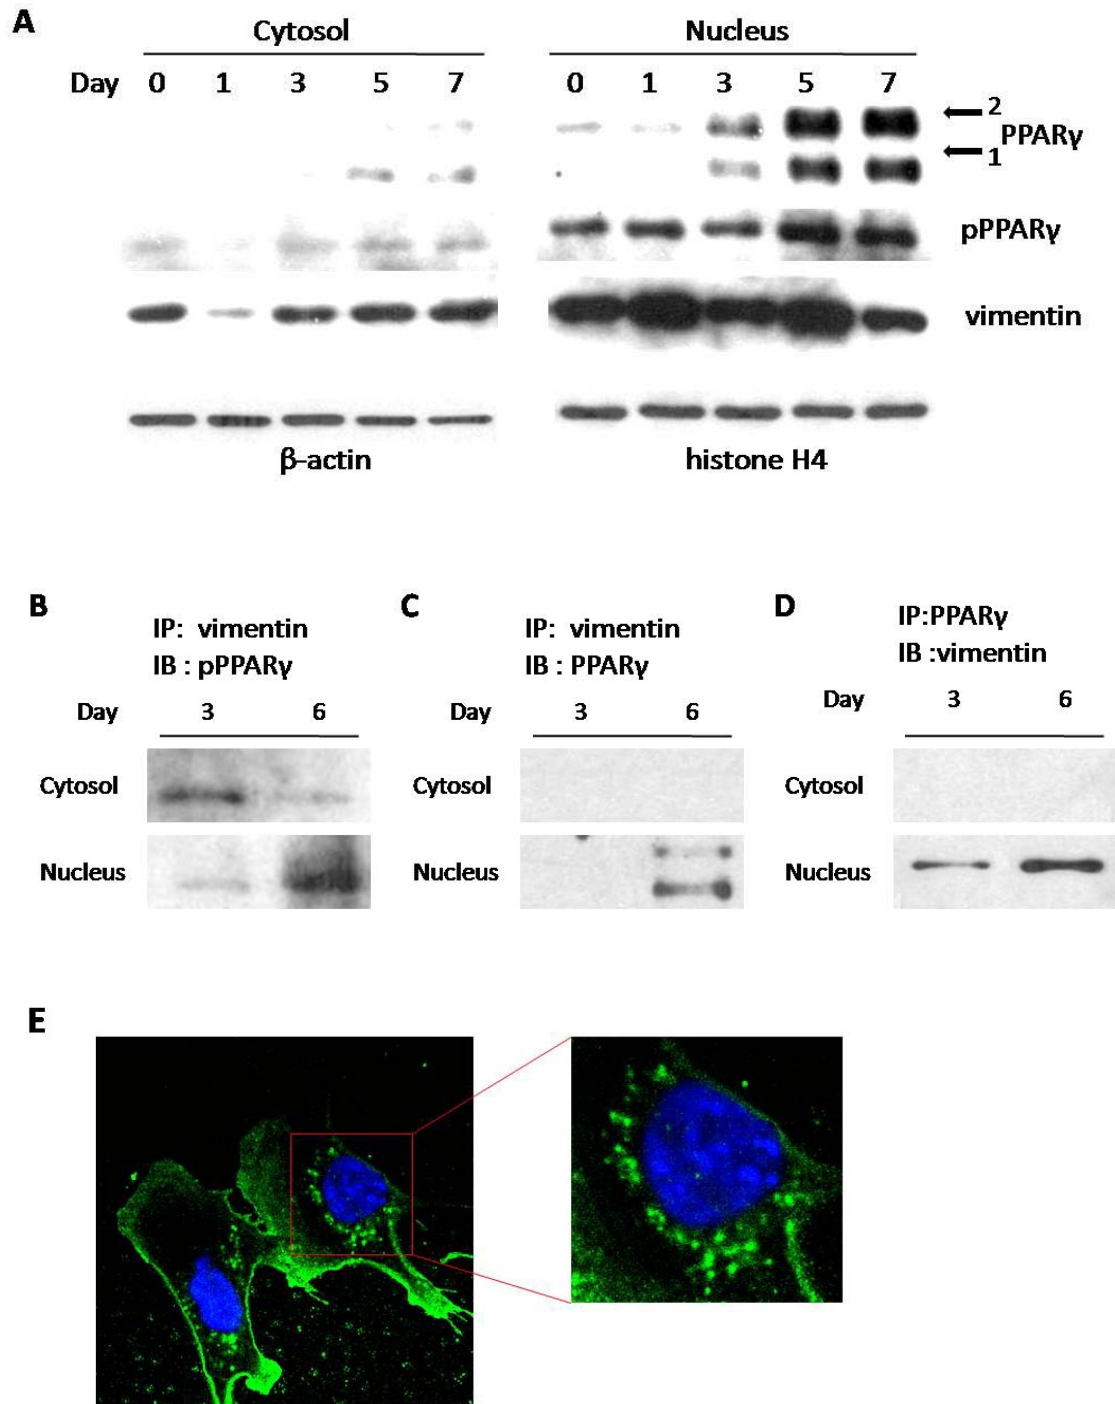 A
Cytosol Nucleus
Day 0 1 3 5 7 0 1 3 5 7
2
PPARγ
1
pPPARγ
vimentin
β-actin histone H4
B
IP: vimentin
IB : pPPARγ
Day 3 6
Cytosol
Nucleus
C
IP: vimentin
IB : PPARγ
Day 3 6
Cytosol
Nucleus
D
IP:PPARγ
IB :vimentin
Day 3 6
Cytosol
Nucleus
E